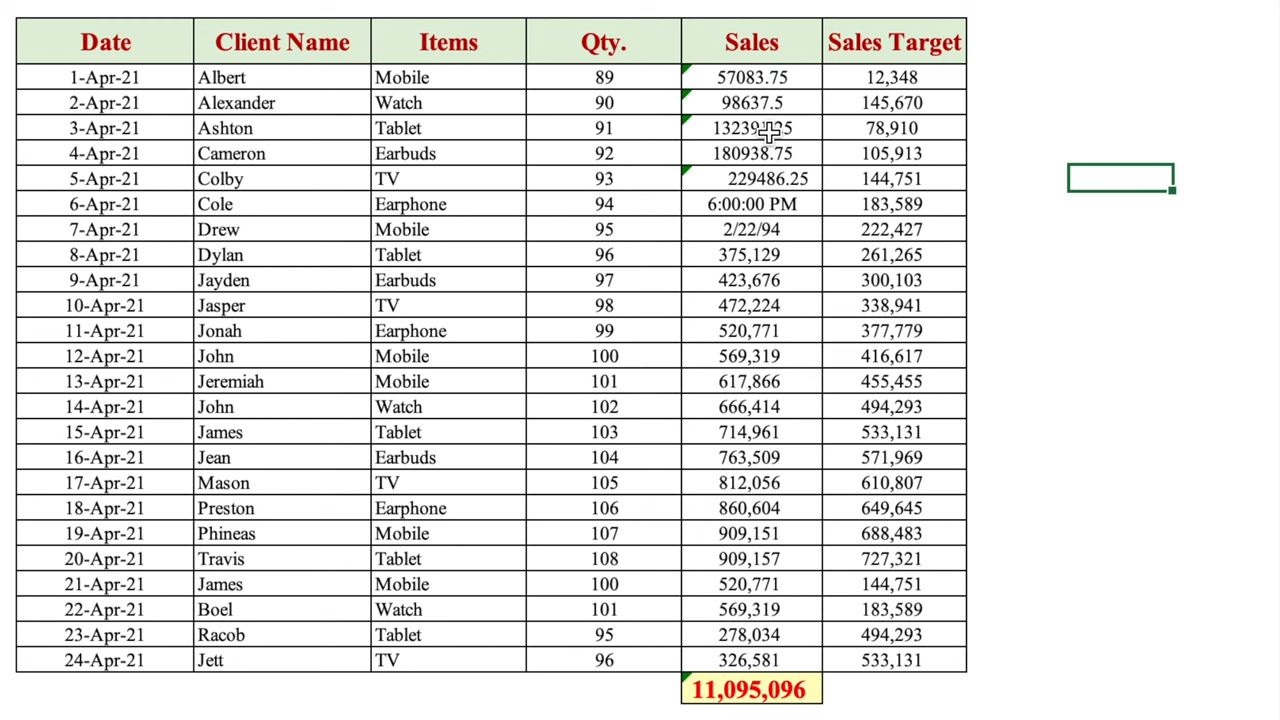 Date Client Name Items Qty. Sales Sales Target
1-Apr-21 Albert Mobile 89 57083.75 12,348
2-Apr-21 Alexander Watch 90 98637.5 145,670
3-Apr-21 Ashton Tablet 91 78,910
4-Apr-21 Cameron Earbuds 92 180938.75 105,913
5-Apr-21 Colby TV 93 229486.25 144,751
6-Apr-21 Cole Earphone 94 6:00:00 PM 183,589
7-Apr-21 Drew Mobile 95 2/22/94 222,427
8-Apr-21 Dylan Tablet 96 375,129 261,265
9-Apr-21 Jayden Earbuds 97 423,676 300,103
10-Apr-21 Jasper TV 98 472,224 338,941
11-Apr-21 Jonah Earphone 99 520,771 377,779
12-Apr-21 John Mobile 100 569,319 416,617
13-Apr-21 Jeremiah Mobile 101 617,866 455,455
14-Apr-21 John Watch 102 666,414 494,293
15-Apr-21 James Tablet 103 714,961 533,131
16-Apr-21 Jean Earbuds 104 763,509 571,969
17-Apr-21 Mason TV 105 812,056 610,807
18-Apr-21 Preston Earphone 106 860,604 649,645
19-Apr-21 Phineas Mobile 107 909,151 688,483
20-Apr-21 Travis Tablet 108 909,157 727,321
21-Apr-21 James Mobile 100 520,771 144,751
22-Apr-21 Boel Watch 101 569,319 183,589
23-Apr-21 Racob Tablet 95 278,034 494,293
24-Apr-21 Jett TV 96 326,581 533,131
11,095,096